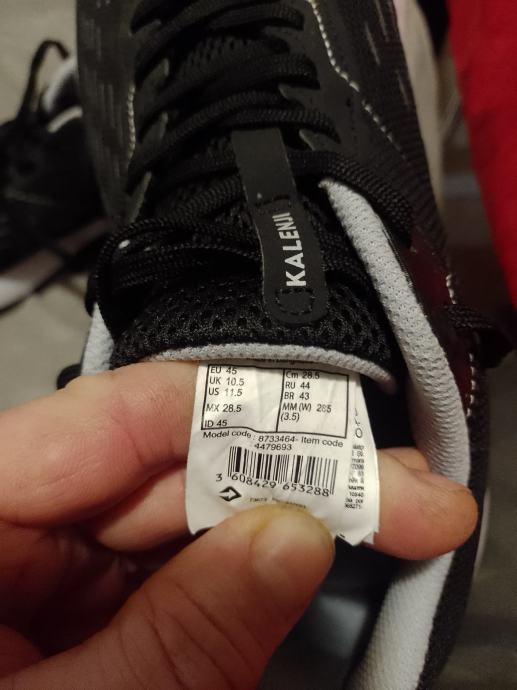 KALENJI
EU 45
UK 10.5
US 11.5
MX 28.5
ID 45
Cm 28.5
RU 44
BR 43
MM (W) 285
(3.5)
Model code : 8733464- Item code
4479693
3 608429 653288